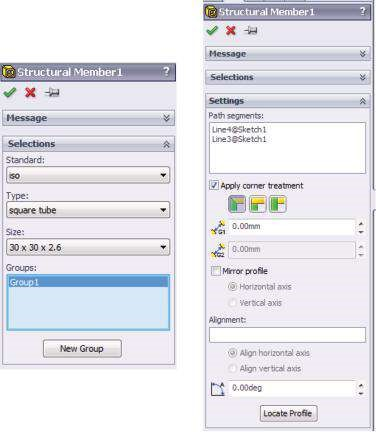 Structural Member1 ?
Message
Selections
Standard:
iso
Type:
square tube
Size:
30 x 30 x 2.6
Groups:
Group1
New Group
Structural Member1 ?
Message
Selections
Settings
Path segments:
Line4@Sketch1
Line3@Sketch1
Apply corner treatment
G1 0.00mm
G2 0.00mm
Mirror profile
Horizontal axis
Vertical axis
Alignment:
Align horizontal axis
Align vertical axis
0.00deg
Locate Profile